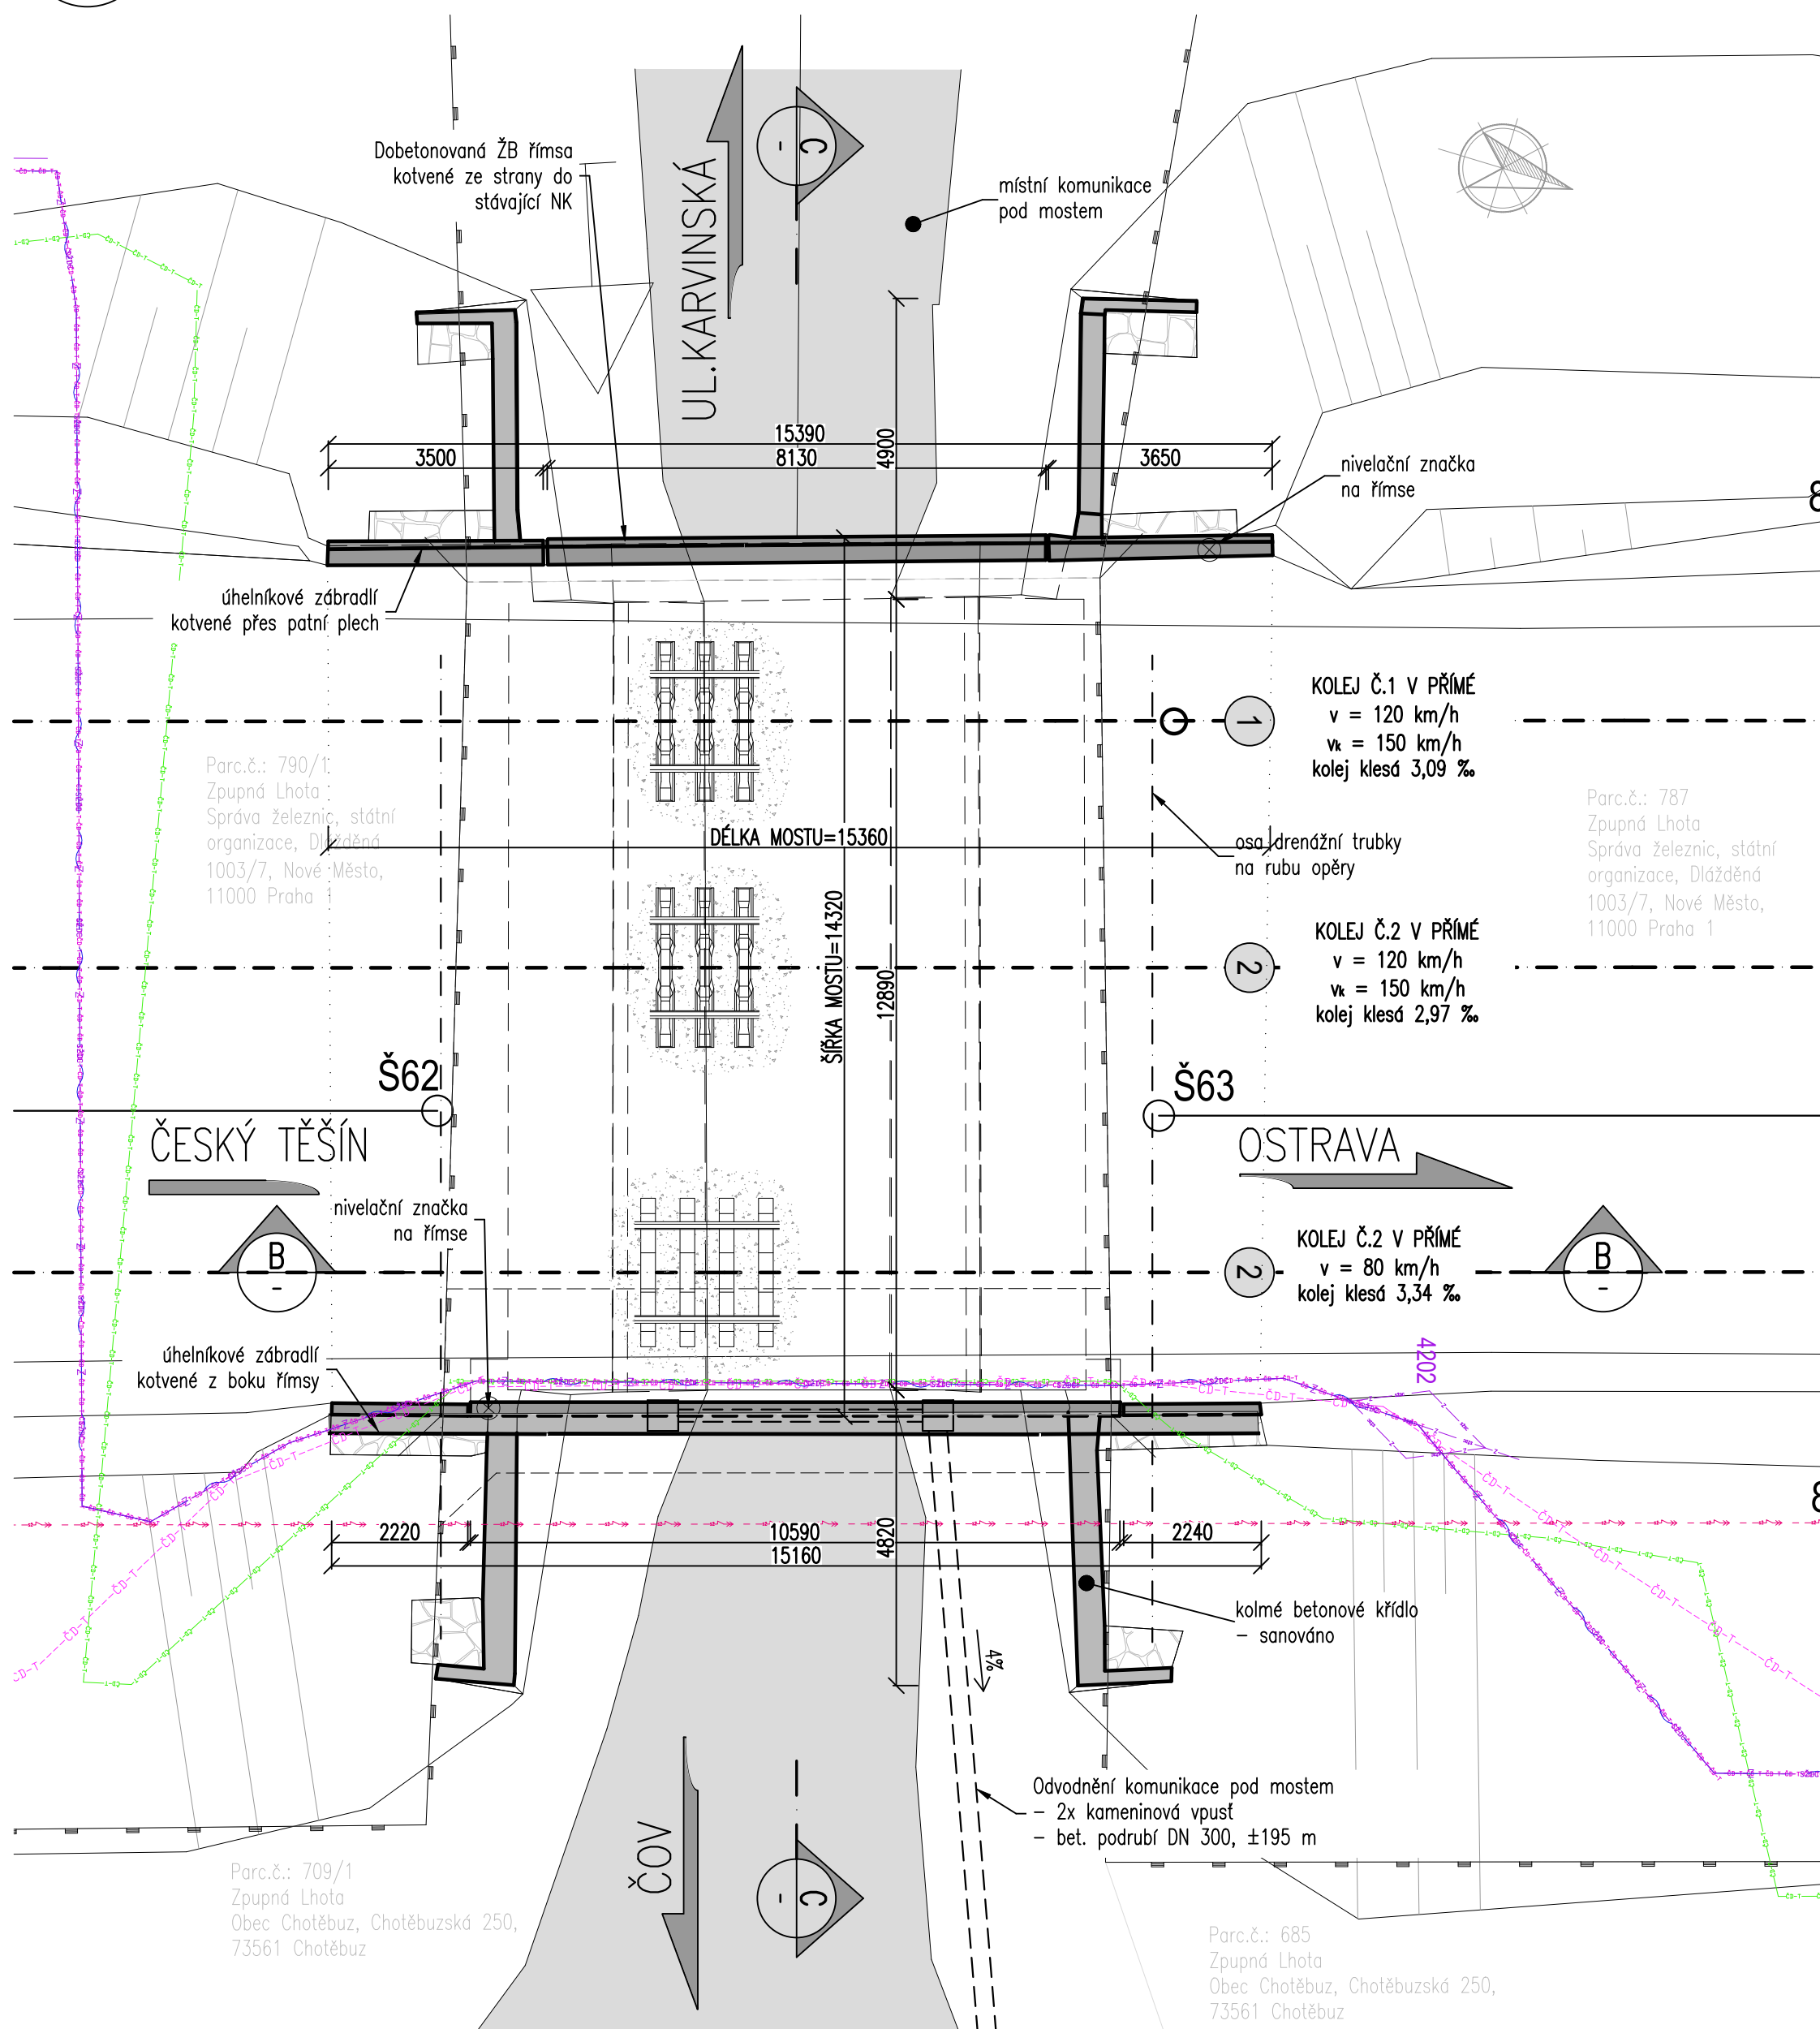 Dobetonovaná ŽB římsa
kotvené ze strany do
stávající NK
UL.KARVINSKÁ
C
-
místní komunikace
pod mostem
15390
3500
8130
4900
3650
nivelační značka
na římse
úhelníkové zábradlí
kotvené přes patní plech
KOLEJ Č.1 V PŘÍMÉ
v = 120 km/h
vk = 150 km/h
kolej klesá 3,09 ‰
1
Parc.č.: 790/1
Zpupná Lhota
Správa železnic, státní
organizace, Dlážděná
1003/7, Nové Město,
11000 Praha 1
DÉLKA MOSTU=15360
osa drenážní trubky
na rubu opěry
Parc.č.: 787
Zpupná Lhota
Správa železnic, státní
organizace, Dlážděná
1003/7, Nové Město,
11000 Praha 1
ŠÍŘKA MOSTU=14320
12890
KOLEJ Č.2 V PŘÍMÉ
v = 120 km/h
vk = 150 km/h
kolej klesá 2,97 ‰
2
Š62
Š63
ČESKÝ TĚŠÍN
OSTRAVA
nivelační značka
na římse
B
-
KOLEJ Č.2 V PŘÍMÉ
v = 80 km/h
kolej klesá 3,34 ‰
2
B
-
úhelníkové zábradlí
kotvené z boku římsy
4202
2220
10590
4820
2240
15160
kolmé betonové křídlo
– sanováno
4%
Odvodnění komunikace pod mostem
– 2x kameninová vpusť
– bet. podrubí DN 300, ±195 m
ČOV
C
-
Parc.č.: 709/1
Zpupná Lhota
Obec Chotěbuz, Chotěbuzská 250,
73561 Chotěbuz
Parc.č.: 685
Zpupná Lhota
Obec Chotěbuz, Chotěbuzská 250,
73561 Chotěbuz